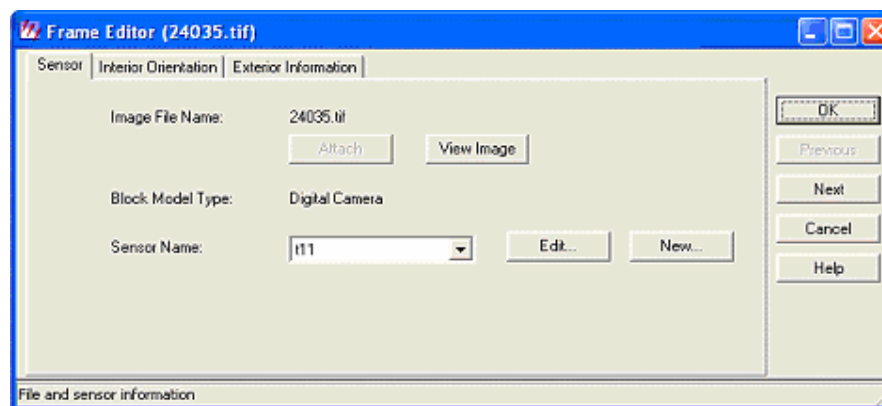 Frame Editor (24035.tif)
Sensor
Interior Orientation
Exterior Information
Image File Name:
24035.tif
Attach
View Image
Block Model Type:
Digital Camera
Sensor Name:
t11
Edit...
New...
OK
Previous
Next
Cancel
Help
File and sensor information